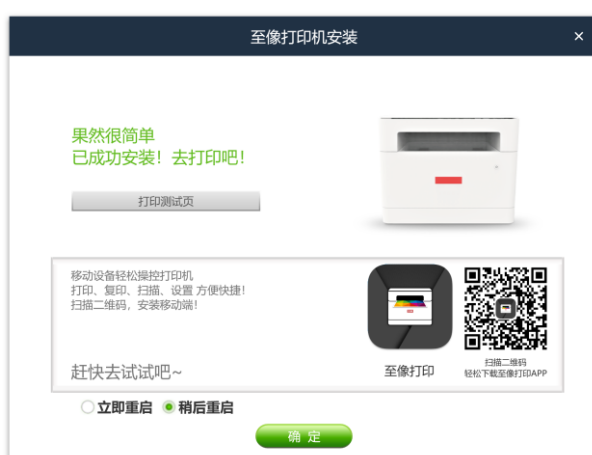 至像打印机安装
×
果然很简单
已成功安装！去打印吧！
打印测试页
移动设备轻松操控打印机
打印、复印、扫描、设置 方便快捷！
扫描二维码，安装移动端！
赶快去试试吧~
至像打印
扫描二维码
轻松下载至像打印APP
立即重启 稍后重启
确 定